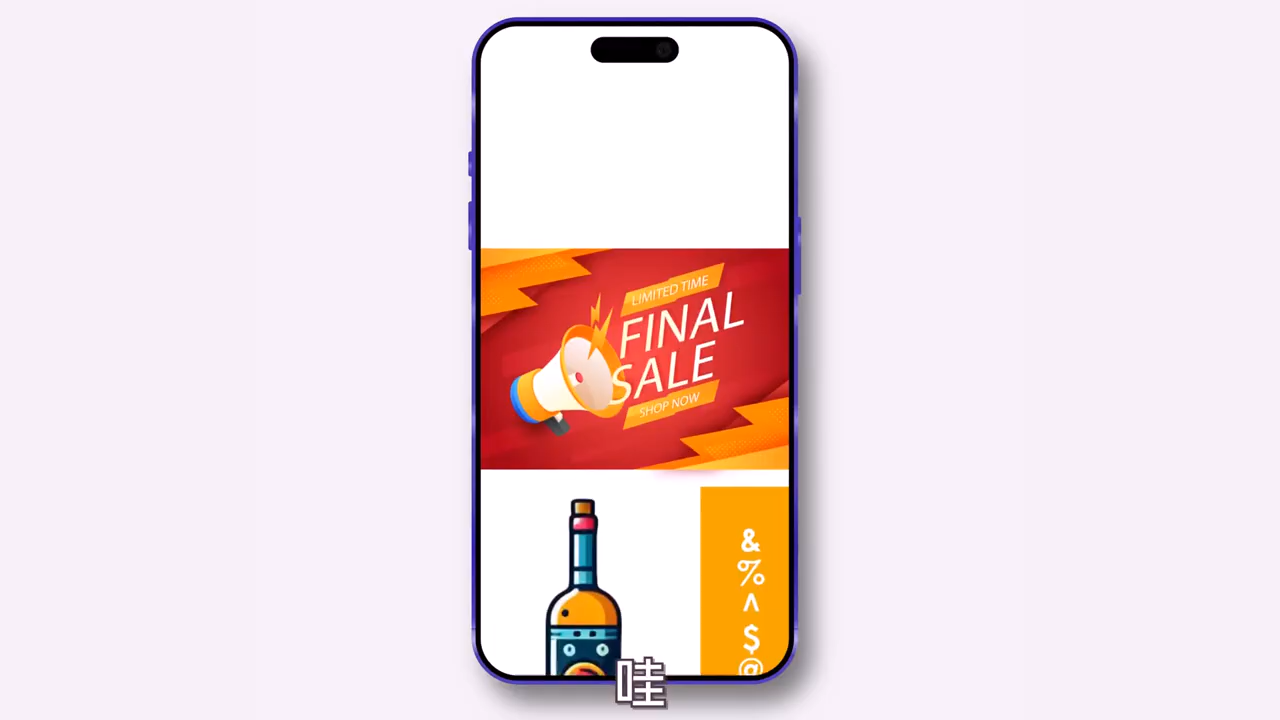 LIMITED TIME
FINAL
SALE
SHOP NOW
&
%
^
$
@
哇